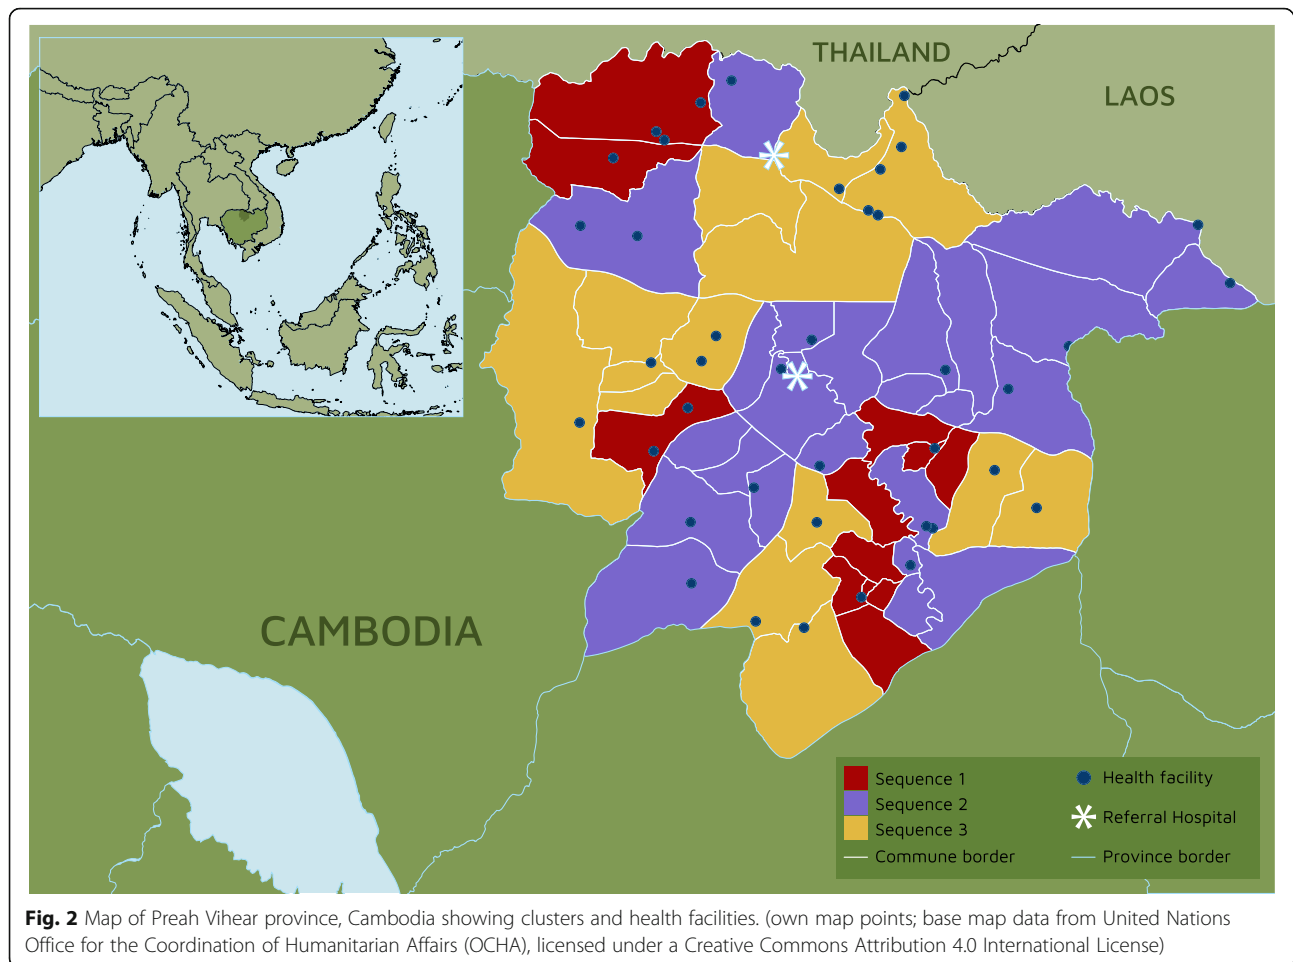 THAILAND
LAOS
CAMBODIA
Sequence 1
Sequence 2
Sequence 3
Commune border
Health facility
Referral Hospital
Province border
Fig. 2 Map of Preah Vihear province, Cambodia showing clusters and health facilities. (own map points; base map data from United Nations
Office for the Coordination of Humanitarian Affairs (OCHA), licensed under a Creative Commons Attribution 4.0 International License)